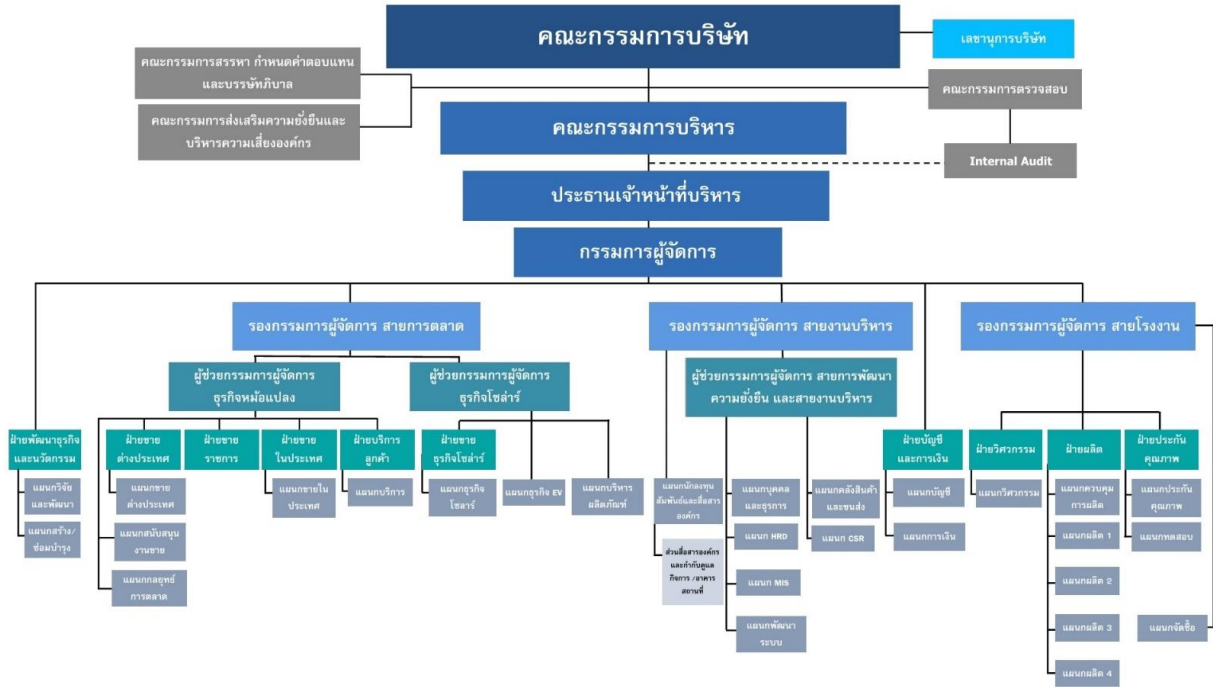 คณะกรรมการบริษัท
เลขานุการบริษัท
คณะกรรมการสรรหา กำหนดค่าตอบแทน
และบรรษัทภิบาล
คณะกรรมการตรวจสอบ
คณะกรรมการส่งเสริมความยั่งยืนและ
บริหารความเสี่ยงองค์กร
คณะกรรมการบริหาร
Internal Audit
ประธานเจ้าหน้าที่บริหาร
กรรมการผู้จัดการ
รองกรรมการผู้จัดการ สายการตลาด
รองกรรมการผู้จัดการ สายงานบริหาร
รองกรรมการผู้จัดการ สายโรงงาน
ผู้ช่วยกรรมการผู้จัดการ
ธุรกิจหม้อแปลง
ผู้ช่วยกรรมการผู้จัดการ
ธุรกิจโซล่าร์
ผู้ช่วยกรรมการผู้จัดการ สายการพัฒนา
ความยั่งยืน และสายงานบริหาร
ฝ่ายพัฒนาธุรกิจ
และนวัตกรรม
แผนกวิจัย
และพัฒนา
แผนกสร้าง/
ซ่อมบำรุง
ฝ่ายขาย
ต่างประเทศ
แผนกขาย
ต่างประเทศ
แผนกสนับสนุน
งานขาย
แผนกกลยุทธ์
การตลาด
ฝ่ายขาย
ราชการ
ฝ่ายขาย
ในประเทศ
แผนกขายใน
ประเทศ
ฝ่ายบริการ
ลูกค้า
แผนกบริการ
ฝ่ายขาย
ธุรกิจโซล่าร์
แผนกธุรกิจ
โซลาร์
แผนกธุรกิจ EV
แผนกบริหาร
ผลิตภัณฑ์
แผนกนักลงทุน
สัมพันธ์และสื่อสาร
องค์กร
ส่วนสื่อสารองค์กร
และกำกับดูแล
กิจการ /อาคาร
สถานที่
แผนกบุคคล
และธุรการ
แผนก HRD
แผนก MIS
แผนกพัฒนา
ระบบ
แผนกคลังสินค้า
และขนส่ง
แผนก CSR
ฝ่ายบัญชี
และการเงิน
แผนกบัญชี
แผนกการเงิน
ฝ่ายวิศวกรรม
แผนกวิศวกรรม
ฝ่ายผลิต
แผนกควบคุม
การผลิต
แผนกผลิต 1
แผนกผลิต 2
แผนกผลิต 3
แผนกผลิต 4
ฝ่ายประกัน
คุณภาพ
แผนกประกัน
คุณภาพ
แผนกทดสอบ
แผนกจัดซื้อ